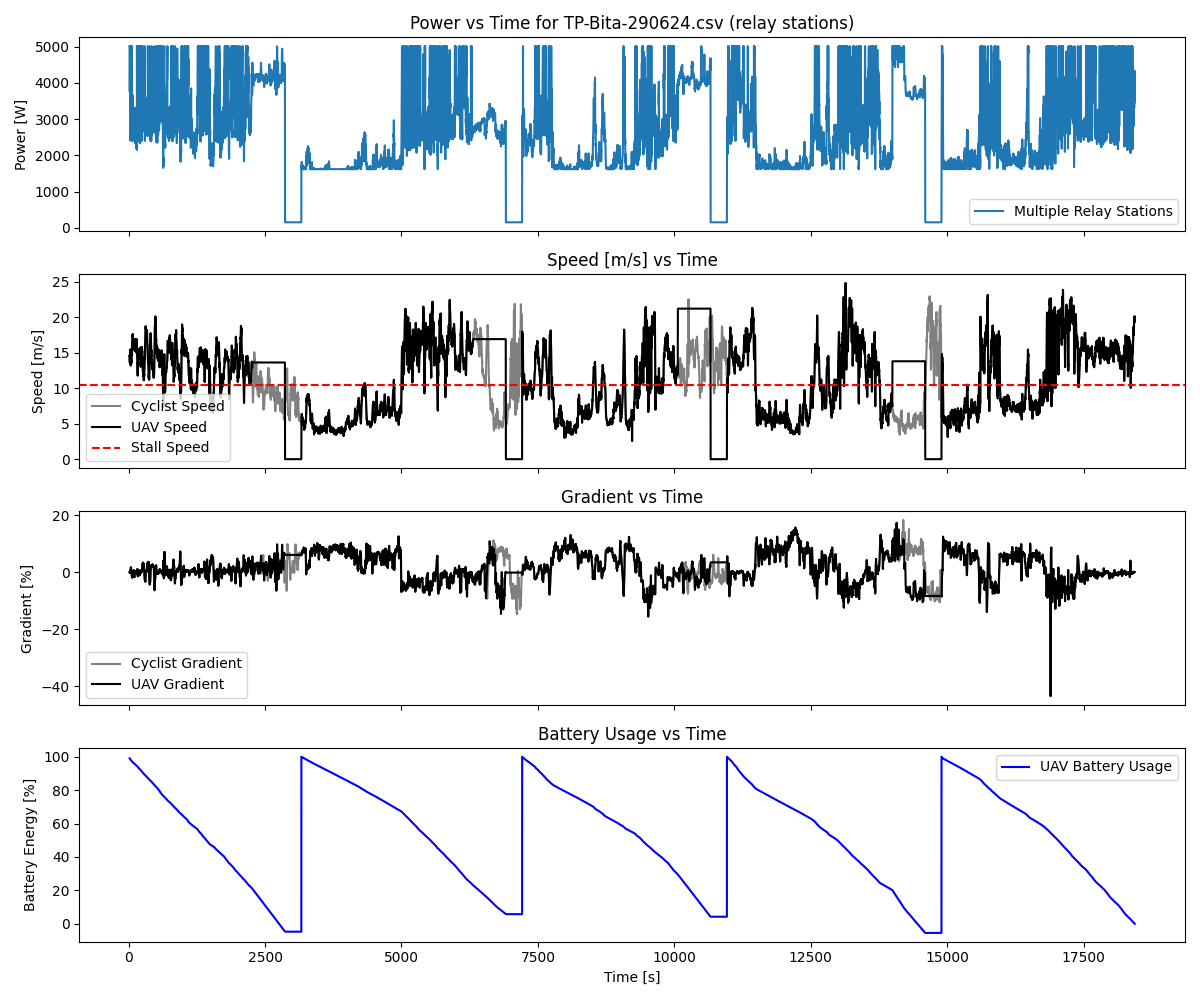 Power vs Time for TP-Bita-290624.csv (relay stations)
5000
4000
3000
2000
1000
0
Power [W]
Multiple Relay Stations
Speed [m/s] vs Time
25
20
15
10
5
0
Speed [m/s]
Cyclist Speed
UAV Speed
Stall Speed
Gradient vs Time
20
0
−20
−40
Gradient [%]
Cyclist Gradient
UAV Gradient
Battery Usage vs Time
100
80
60
40
20
0
Battery Energy [%]
UAV Battery Usage
0 2500 5000 7500 10000 12500 15000 17500
Time [s]